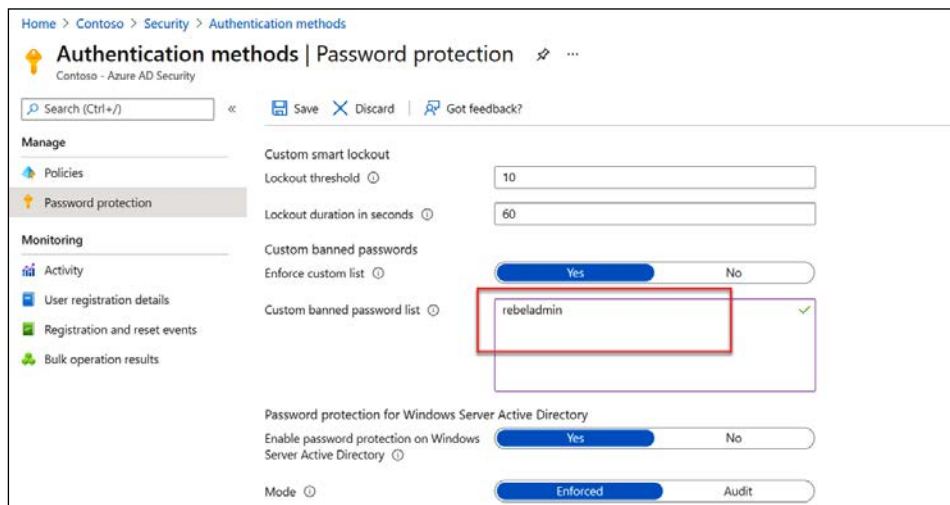 Home > Contoso > Security > Authentication methods
Authentication methods | Password protection ...
Contoso - Azure AD Security
Search (Ctrl+/) «
Manage
Policies
Password protection
Monitoring
Activity
User registration details
Registration and reset events
Bulk operation results
Save Discard Got feedback?
Custom smart lockout
Lockout threshold 10
Lockout duration in seconds 60
Custom banned passwords
Enforce custom list Yes No
Custom banned password list rebeladmin
Password protection for Windows Server Active Directory
Enable password protection on Windows
Server Active Directory Yes No
Mode Enforced Audit